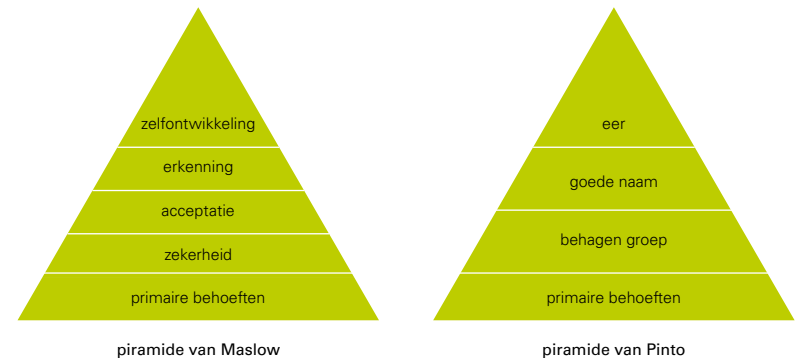 zelfontwikkeling
erkenning
acceptatie
zekerheid
primaire behoeften
piramide van Maslow
eer
goede naam
behagen groep
primaire behoeften
piramide van Pinto